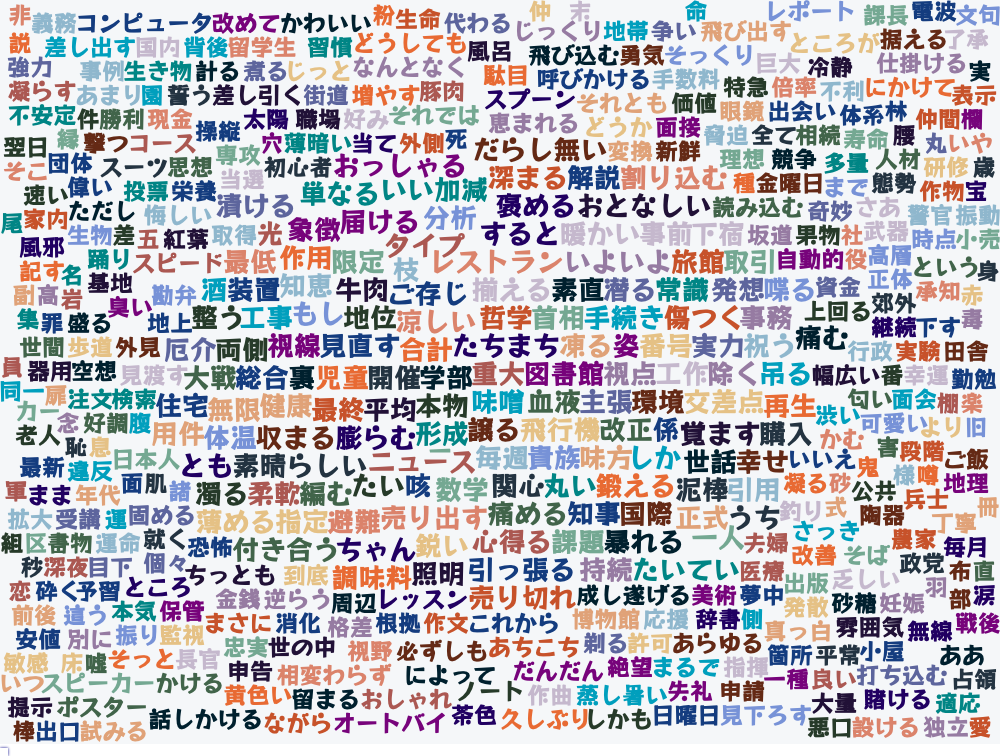 非 義務 コンピュータ 改めて かわいい 粉 生命 代わる 仲 末 命 レポート 課長 電波 文句
説 差し出す 国内 背後 留学生 習慣 どうしても 風呂 じっくり 地帯 争い 飛び出す ところが 据える 了承
強力 事例 生き物 計る 煮る じっと なんとなく 飛び込む 勇気 そっくり 巨大 冷静 仕掛ける 実
凝らす あまり 園 誓う 差し引く 街道 増やす 豚肉 駄目 呼びかける 手数料 特急 倍率 不利 にかけて 表示
不安定 件 勝利 現金 操縦 太陽 職場 好み それでは スプーン それとも 価値 眼鏡 出会い 体系 林 仲間 欄
翌日 縁 撃つ コース 専攻 穴 薄暗い 当て 外側 死 恵まれる どうか 面接 脅迫 全て 相続 寿命 腰 丸い や
そこ 団体 スーツ 思想 初心者 おっしゃる だらし無い 変換 新鮮 理想 競争 多量 人材 研修 歳
速い 偉い 投票 栄養 当選 単なる いい加減 深まる 解説 割り込む 種 金曜日 まで 態勢 作物 宝
尾 家内 ただし 悔しい 漬ける 象徴 届ける 分析 褒める おとなしい 読み込む 奇妙 さあ 警官 振動
風邪 生物 差 五 紅葉 取得 光 タイプ すると 暖かい 事前 下宿 坂道 果物 社 武器 時点 小売
記す 名 踊り スピード 最低 作用 限定 枝 レストラン いよいよ 旅館 取引 自動的 役 高層 という 身
副 高 岩 基地 勘弁 酒 装置 知恵 牛肉 ご存じ 揃える 素直 潜る 常識 発想 喋る 資金 正体 承知 赤
集 罪 盛る 臭い 地上 整う 工事 もし 地位 涼しい 哲学 首相 手続き 傷つく 事務 上回る 郊外 継続 下す 毒
世間 歩道 外見 厄介 両側 視線 見直す 合計 たちまち 凍る 姿 番号 実力 祝う 痛む 行政 実験 田舎
員 器用 空想 見渡す 大戦 総合 裏 児童 開催 学部 重大 図書館 視点 工作 除く 吊る 幅広い 番 幸運 勤勉
同一 扉 注文 検索 住宅 無限 健康 最終 平均 本物 味噌 血液 主張 環境 交差点 再生 渋い 匂い 面会 棚 楽
カー 念 好調 腹 用件 体温 収まる 膨らむ 形成 譲る 飛行機 改正 係 覚ます 購入 かむ 可愛い より 旧
老人 恥 息 日本人 とも 素晴らしい ニュース 毎週 貴族 味方 しか 世話 幸せ いいえ 鬼 害 段階 ご飯
最新 違反 面 肌 諸 濁る 柔軟 編む たい 咳 数学 関心 丸い 鍛える 泥棒 引用 凝る 砂 公共 様 噂 地理
軍 まま 年代 運 固める 薄める 指定 避難 売り出す 痛める 知事 国際 正式 うち 釣り 式 陶器 兵士 丁寧 冊
拡大 受講 組 区 書物 運命 就く 恐怖 付き合う ちゃん 鋭い 心得る 課題 暴れる 一人 夫婦 さっき 改善 そば 農家 毎月
秒 深夜 目下 個々 ちっとも 到底 調味料 照明 引っ張る 持続 たいてい 医療 出版 乏しい 政党 布 直
恋 砕く 予習 ところ 金銭 逆らう 周辺 レッスン 売り切れ 成し遂げる 美術 夢中 発散 砂糖 妊娠 羽 部 涙
前後 違う 本気 保管 まさに 消化 格差 根拠 作文 これから 博物館 応援 辞書 側 真っ白 雰囲気 無線 戦後
安値 別に 振り 監視 忠実 世の中 視野 必ずしも あちこち 剃る 許可 あらゆる 箇所 平常 小屋 ああ
敏感 床 嘘 そっと 長官 申告 相変わらず によって だんだん 絶望 まるで 指揮 一種 良い 打ち込む 占領
いつ スピーカー かける 黄色い 留まる おしゃれ ノート 作曲 蒸し暑い 失礼 申請 大量 賭ける 適応
提示 ポスター 話しかける ながら オートバイ 茶色 久しぶり しかも 日曜日 見下ろす 悪口 設ける 独立 愛
棒 出口 試みる